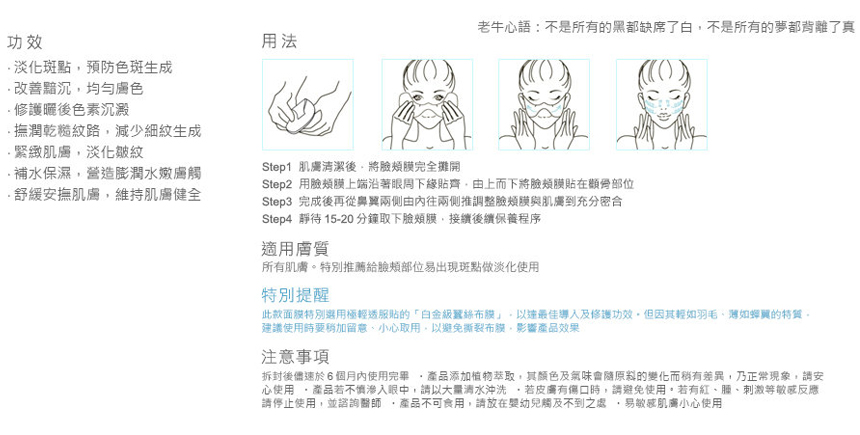 老牛心語：不是所有的黑都缺席了白，不是所有的夢都背離了真
功效
· 淡化斑點，預防色斑生成
· 改善黯沉，均勻膚色
· 修護曬後色素沉澱
· 撫潤乾糙紋路，減少細紋生成
· 緊緻肌膚，淡化皺紋
· 補水保濕，營造膨潤水嫩膚觸
· 舒緩安撫肌膚，維持肌膚健全
用法
Step1 肌膚清潔後，將臉頰膜完全攤開
Step2 用臉頰膜上端沿著眼周下緣貼齊，由上而下將臉頰膜貼在顴骨部位
Step3 完成後再從鼻翼兩側由內往兩側推調整臉頰膜與肌膚到充分密合
Step4 靜待 15-20 分鐘取下臉頰膜，接續後續保養程序
適用膚質
所有肌膚。特別推薦給臉頰部位易出現斑點做淡化使用
特別提醒
此款面膜特別選用極輕透服貼的「白金級蠶絲布膜」，以達最佳導入及修護功效。但因其輕如羽毛、薄如蟬翼的特質，
建議使用時要稍加留意、小心取用，以避免撕裂布膜，影響產品效果
注意事項
拆封後儘速於 6 個月內使用完畢 ・產品添加植物萃取，其顏色及氣味會隨原料的變化而稍有差異，乃正常現象，請安
心使用 ・產品若不慎滲入眼中，請以大量清水沖洗 ・若皮膚有傷口時，請避免使用。若有紅、腫、刺激等敏感反應
請停止使用，並諮詢醫師 ・產品不可食用，請放在嬰幼兒觸及不到之處 ・易敏感肌膚小心使用